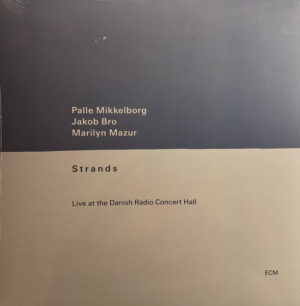 Palle Mikkelborg
Jakob Bro
Marilyn Mazur
Strands
Live at the Danish Radio Concert Hall
ECM